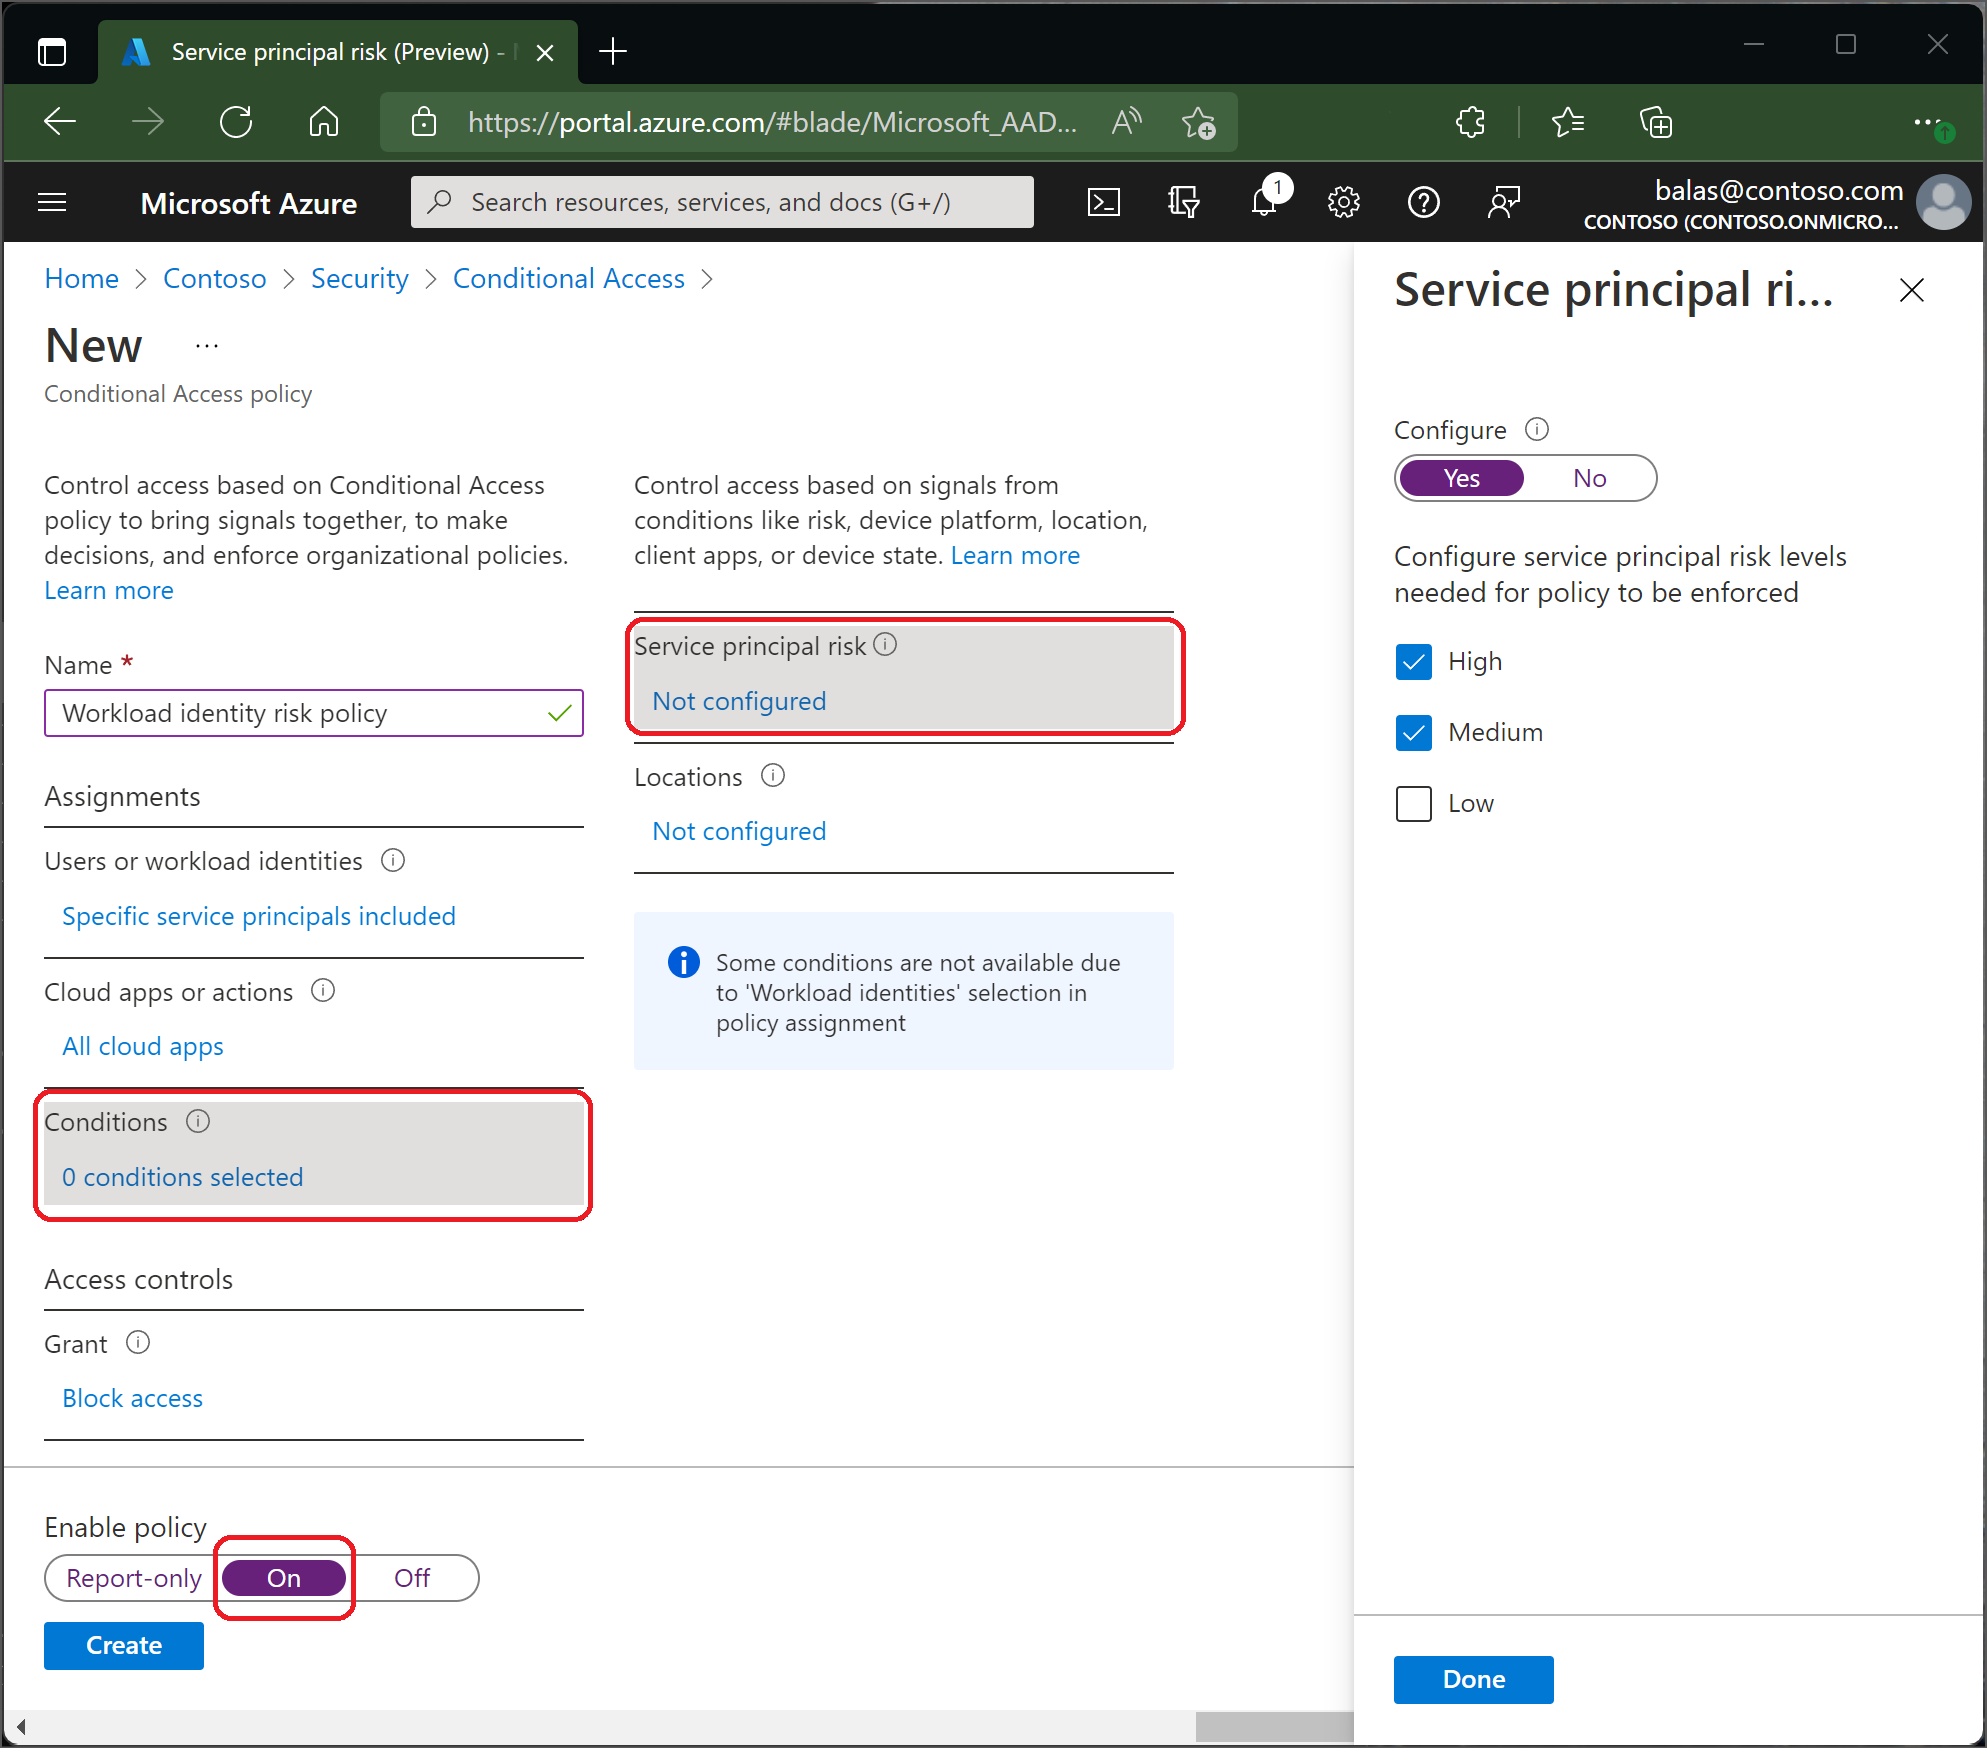 Service principal risk (Preview) -
https://portal.azure.com/#blade/Microsoft_AAD...
Microsoft Azure
Search resources, services, and docs (G+/)
1
balas@contoso.com
CONTOSO (CONTOSO.ONMICRO...
Home > Contoso > Security > Conditional Access >
New ...
Conditional Access policy
Control access based on Conditional Access
policy to bring signals together, to make
decisions, and enforce organizational policies.
Learn more
Name *
Workload identity risk policy
Assignments
Users or workload identities
Specific service principals included
Cloud apps or actions
All cloud apps
Conditions
0 conditions selected
Access controls
Grant
Block access
Enable policy
Report-only On Off
Create
Control access based on signals from
conditions like risk, device platform, location,
client apps, or device state. Learn more
Service principal risk
Not configured
Locations
Not configured
Some conditions are not available due
to 'Workload identities' selection in
policy assignment
Service principal ri...
Configure
Yes No
Configure service principal risk levels
needed for policy to be enforced
High
Medium
Low
Done